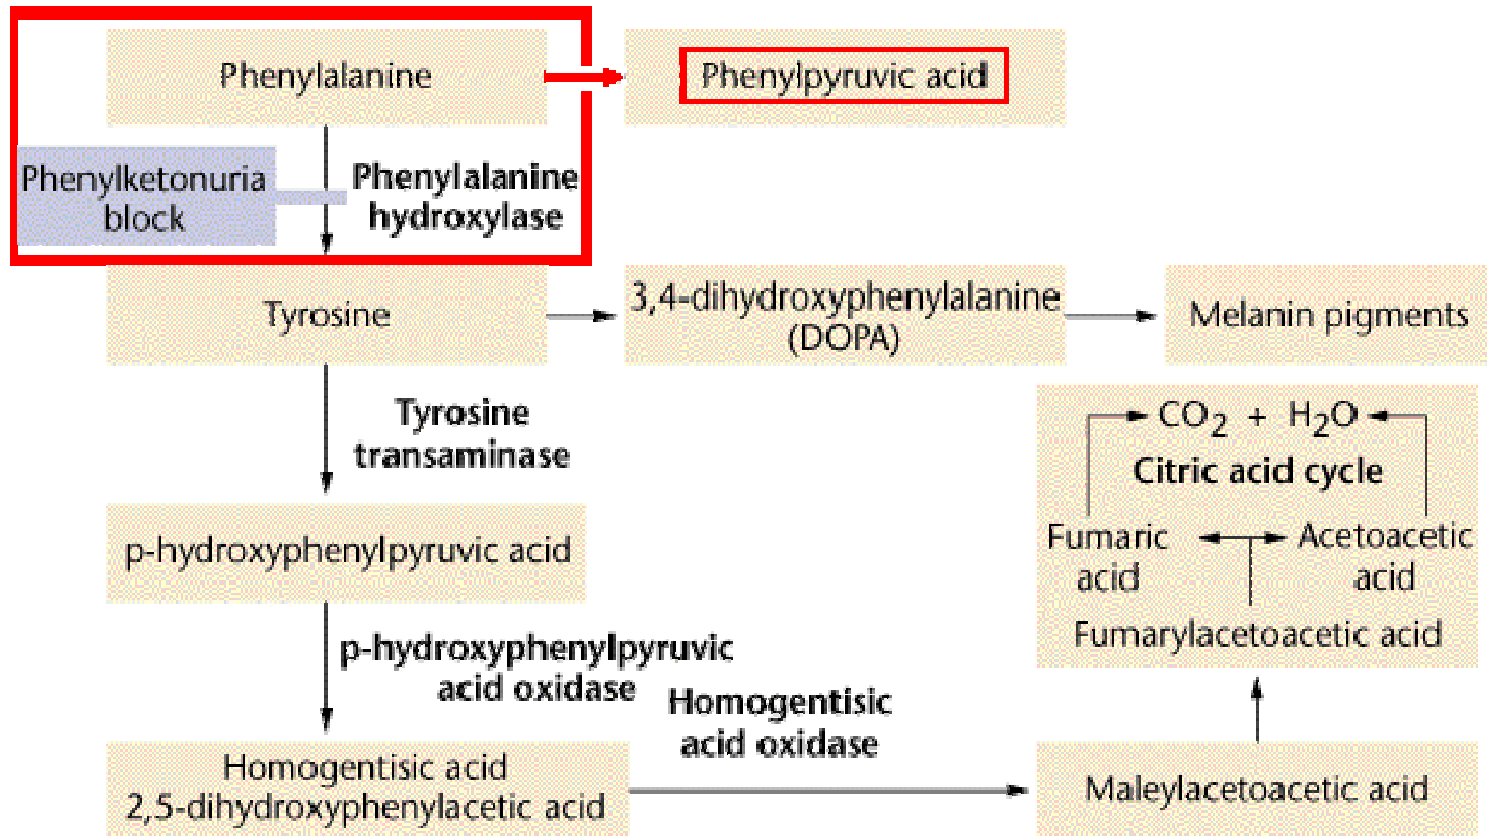 Phenylalanine
Phenylpyruvic acid
Phenylketonuria
block
Phenylalanine
hydroxylase
Tyrosine
3,4-dihydroxyphenylalanine
(DOPA)
Melanin pigments
Tyrosine
transaminase
CO2 + H2O
Citric acid cycle
Fumaric
acid
Acetoacetic
acid
Fumarylacetoacetic acid
p-hydroxyphenylpyruvic acid
p-hydroxyphenylpyruvic
acid oxidase
Homogentisic
acid oxidase
Homogentisic acid
2,5-dihydroxyphenylacetic acid
Maleylacetoacetic acid